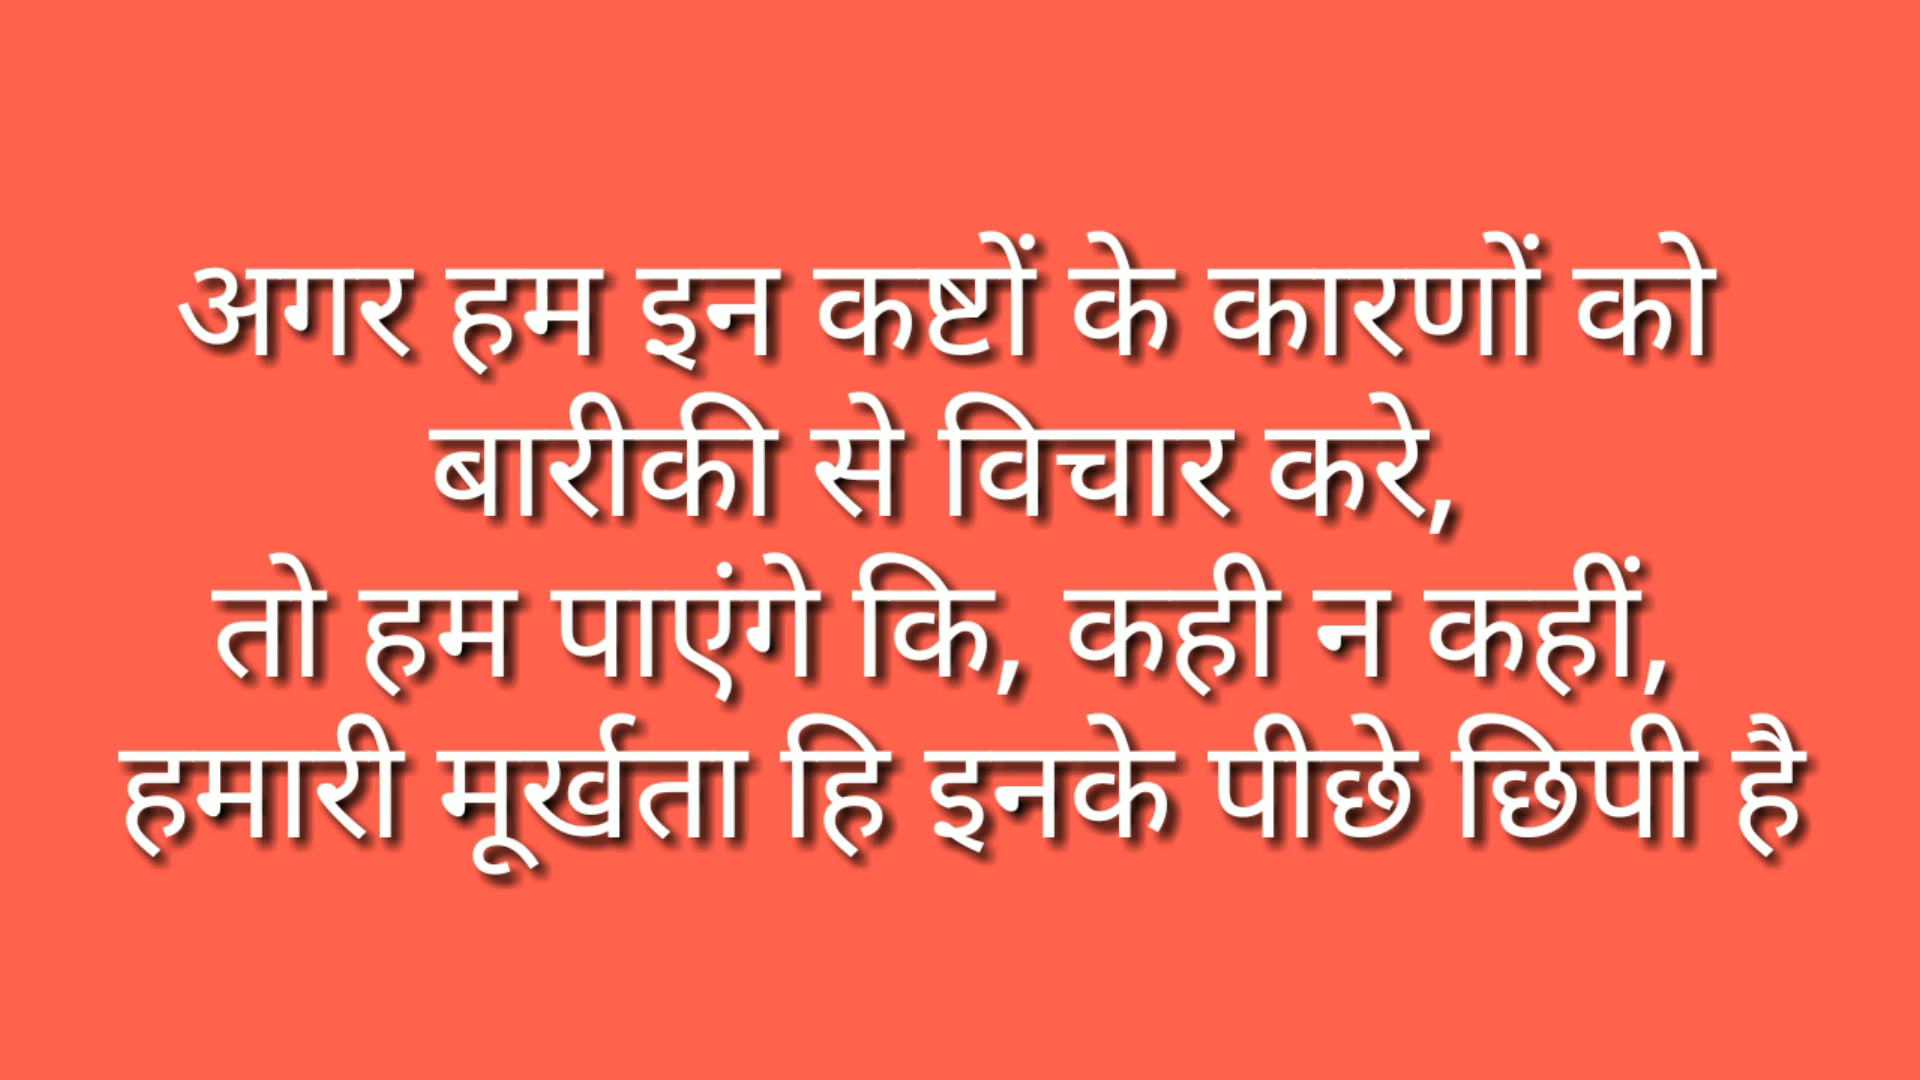 अगर हम इन कष्टों के कारणों को
बारीकी से विचार करे,
तो हम पाएंगे कि, कही न कहीं,
हमारी मूर्खता हि इनके पीछे छिपी है